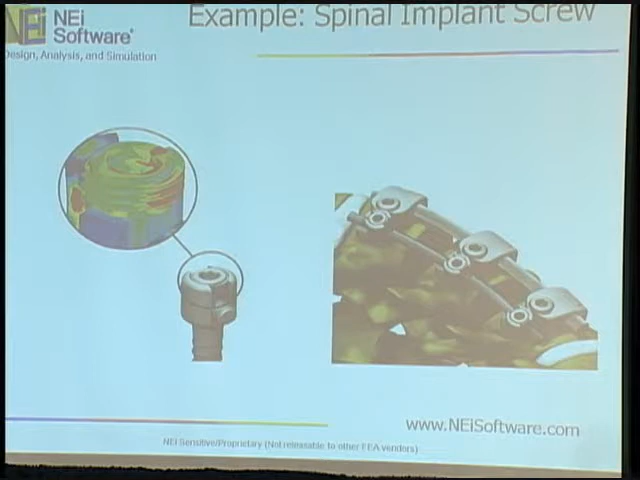 Example: Spinal Implant Screw
NEi
NEi
Software
Design, Analysis, and Simulation
www.NEiSoftware.com
NEi Sensitive/Proprietary (Not releasable to other FEA vendors)